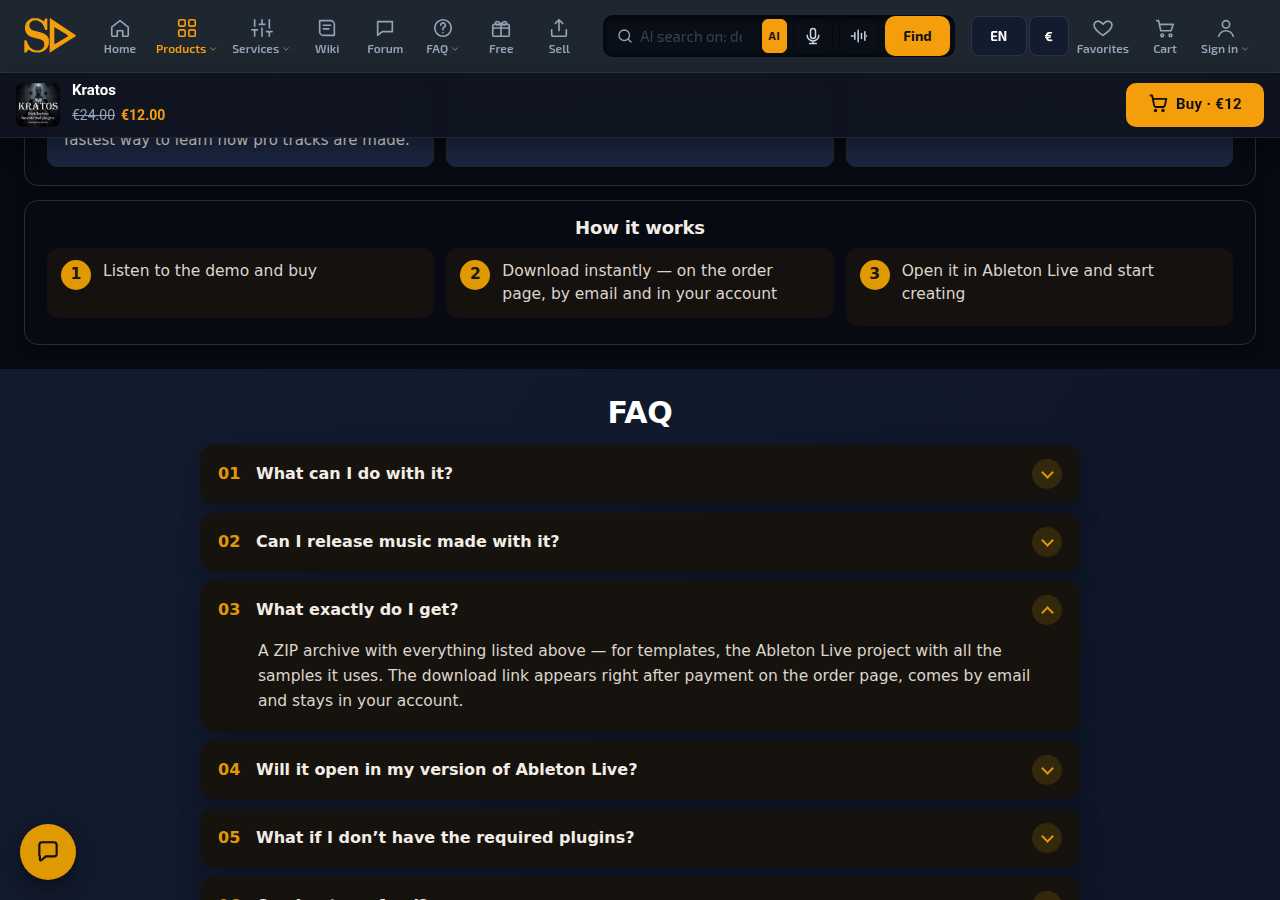 SD
Home
Products
Services
Wiki
Forum
FAQ
Free
Sell
AI search on:
AI
Find
EN
€
Favorites
Cart
Sign in
KRATOS
Kratos
€24.00 €12.00
Buy · €12
fastest way to learn how pro tracks are made.
How it works
1 Listen to the demo and buy
2 Download instantly — on the order
page, by email and in your account
3 Open it in Ableton Live and start
creating
FAQ
01 What can I do with it?
02 Can I release music made with it?
03 What exactly do I get?
A ZIP archive with everything listed above — for templates, the Ableton Live project with all the
samples it uses. The download link appears right after payment on the order page, comes by email
and stays in your account.
04 Will it open in my version of Ableton Live?
05 What if I don’t have the required plugins?